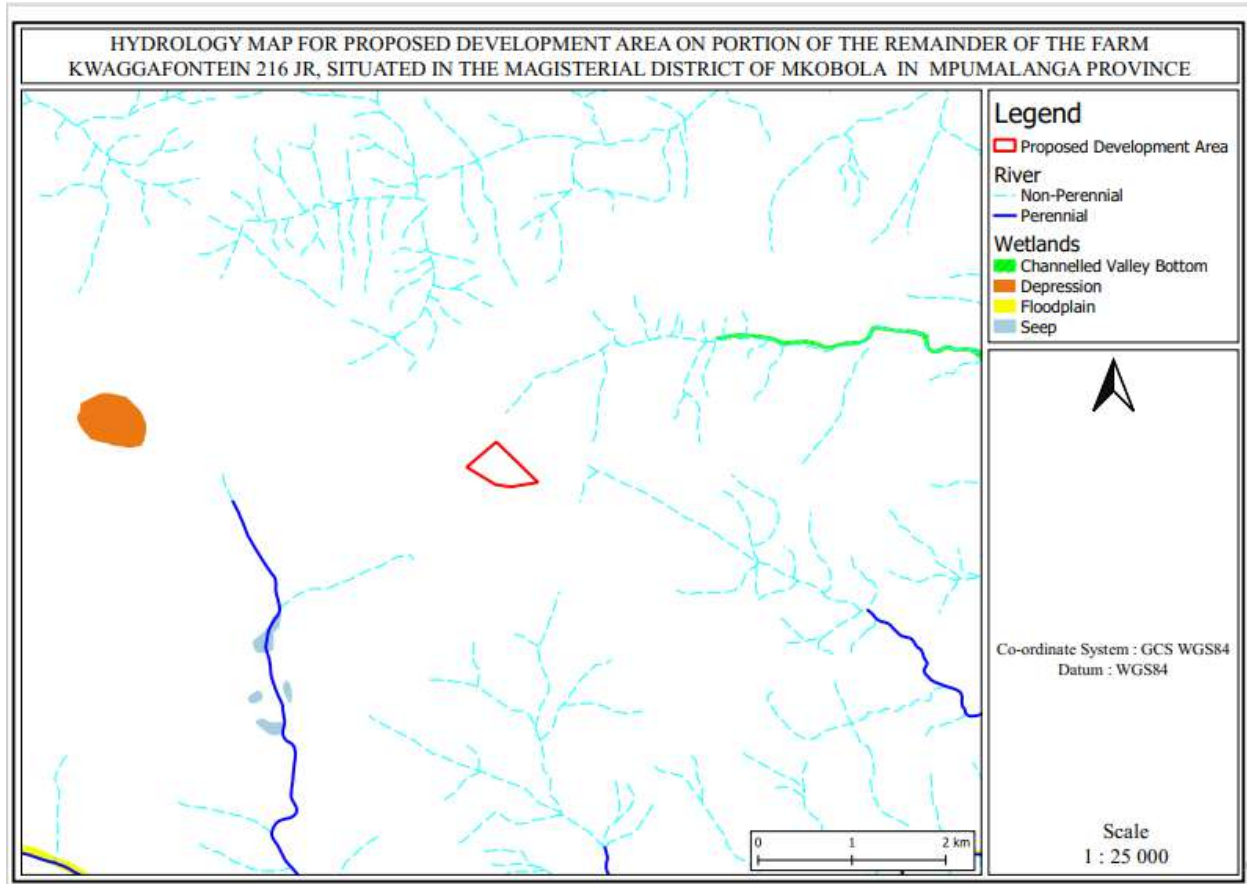 HYDROLOGY MAP FOR PROPOSED DEVELOPMENT AREA ON PORTION OF THE REMAINDER OF THE FARM
KWAGGAFONTEIN 216 JR, SITUATED IN THE MAGISTERIAL DISTRICT OF MKOBOLA IN MPUMALANGA PROVINCE
Legend
Proposed Development Area
River
Non-Perennial
Perennial
Wetlands
Channelled Valley Bottom
Depression
Floodplain
Seep
Co-ordinate System : GCS WGS84
Datum : WGS84
0 1 2 km
Scale
1 : 25 000